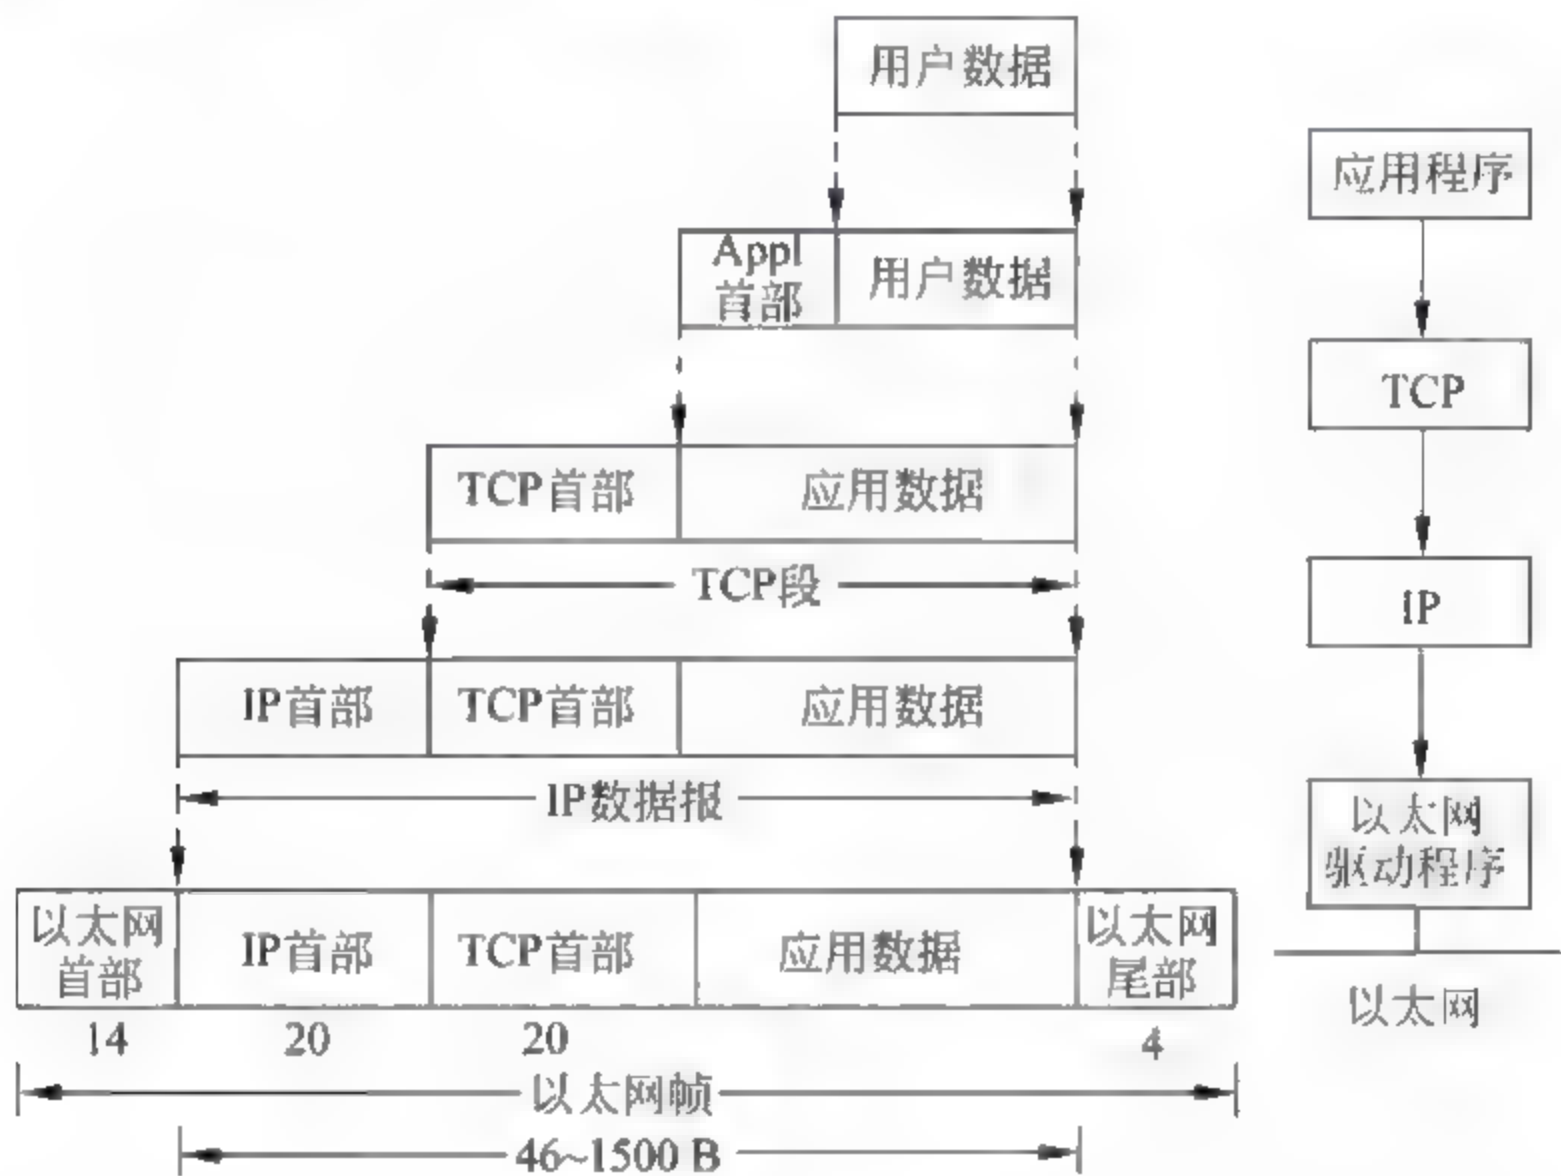 用户数据
应用程序
Appl
首部
用户数据
TCP
TCP首部
应用数据
TCP段
IP
IP首部
TCP首部
应用数据
IP数据报
以太网
驱动程序
以太网
首部
IP首部
TCP首部
应用数据
以太网
尾部
以太网
14
20
20
4
以太网帧
46~1500 B